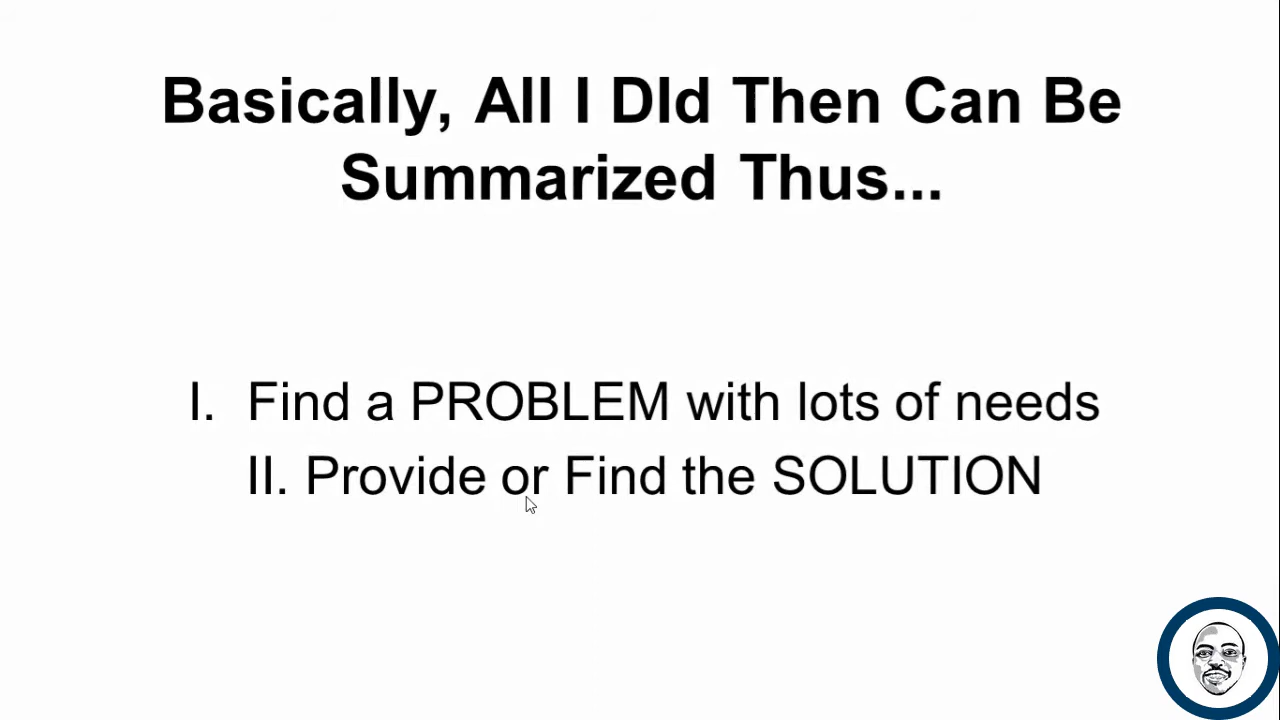 Basically, All I DId Then Can Be
Summarized Thus...
I. Find a PROBLEM with lots of needs
II. Provide or Find the SOLUTION